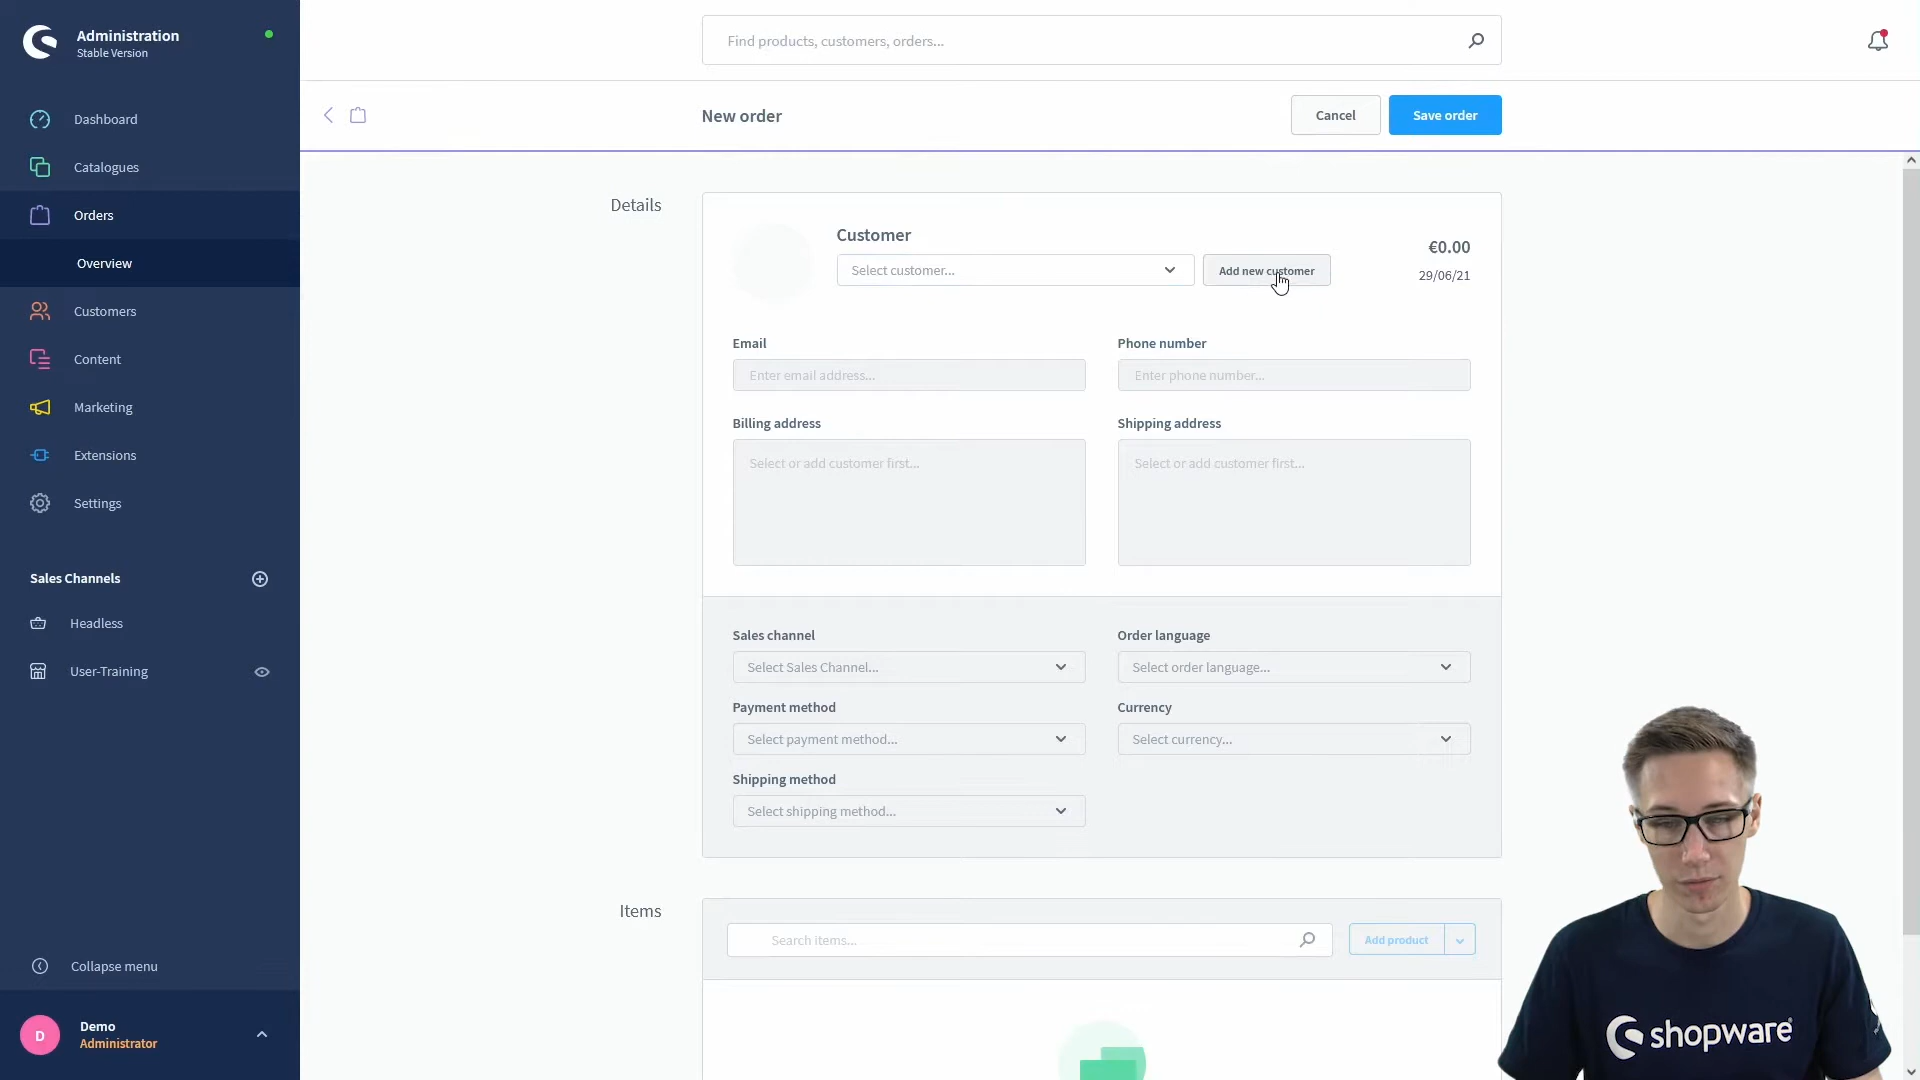 Administration
Stable Version
Find products, customers, orders...
Dashboard
Catalogues
Orders
Overview
Customers
Content
Marketing
Extensions
Settings
Sales Channels
Headless
User-Training
Collapse menu
D
Demo
Administrator
New order
Cancel
Save order
Details
Customer
Select customer...
Add new customer
€0.00
29/06/21
Email
Phone number
Enter email address...
Enter phone number...
Billing address
Shipping address
Select or add customer first...
Select or add customer first...
Sales channel
Order language
Select Sales Channel...
Select order language...
Payment method
Currency
Select payment method...
Select currency...
Shipping method
Select shipping method...
Items
Search items...
Add product
shopware